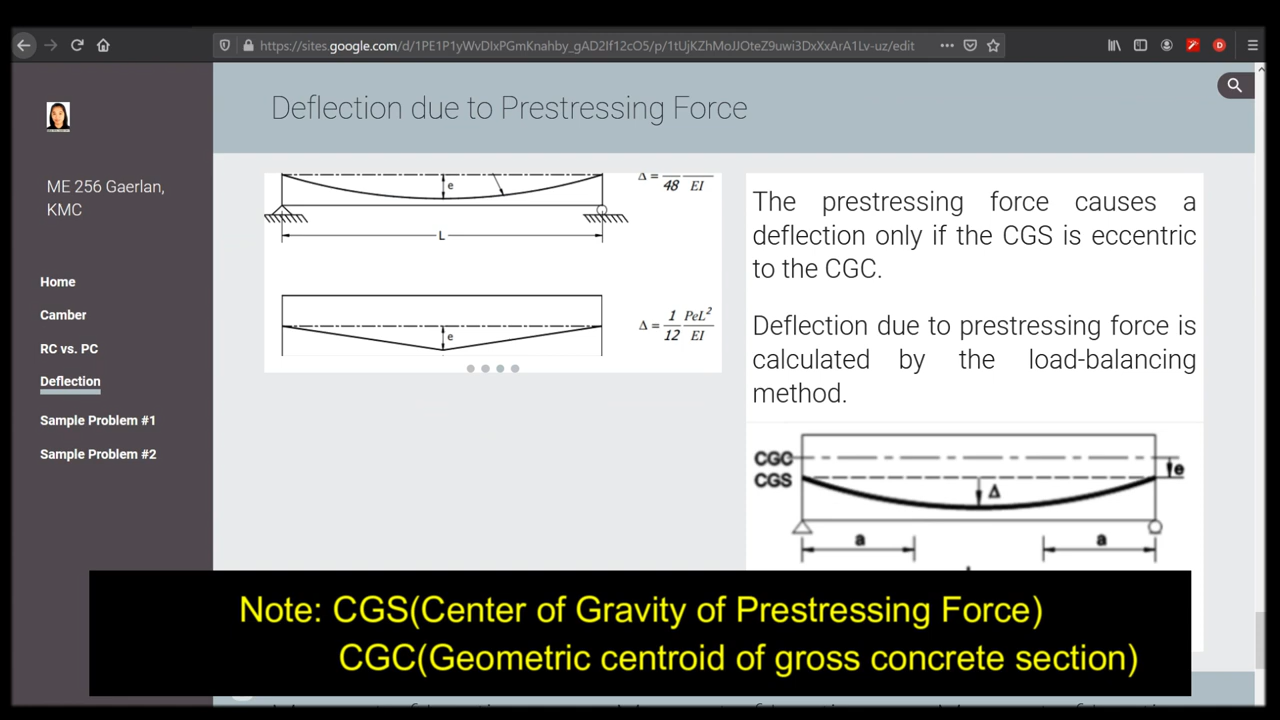 https://sites.google.com/d/1PE1P1yWvDIxPGmKnahby_gAD2If12cO5/p/1tUjKZhMoJJOteZ9uwi3DxXxArA1Lv-uz/edit
Deflection due to Prestressing Force
ME 256 Gaerlan,
KMC
Home
Camber
RC vs. PC
Deflection
Sample Problem #1
Sample Problem #2
e
Δ = 48 EI
L
e
Δ = 1/12 PeL²/EI
The prestressing force causes a
deflection only if the CGS is eccentric
to the CGC.
Deflection due to prestressing force is
calculated by the load-balancing
method.
CGC
CGS
Δ
e
a
a
Note: CGS(Center of Gravity of Prestressing Force)
CGC(Geometric centroid of gross concrete section)